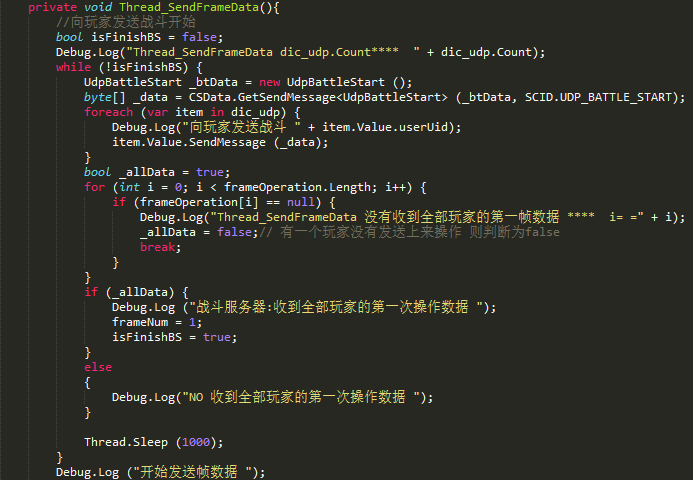 private void Thread_SendFrameData(){
//向玩家发送战斗开始
bool isFinishBS = false;
Debug.Log("Thread_SendFrameData dic_udp.Count****  " + dic_udp.Count);
while (!isFinishBS) {
UdpBattleStart _btData = new UdpBattleStart ();
byte[] _data = CSData.GetSendMessage<UdpBattleStart> (_btData, SCID.UDP_BATTLE_START);
foreach (var item in dic_udp) {
Debug.Log("向玩家发送战斗 " + item.Value.userUid);
item.Value.SendMessage (_data);
}
bool _allData = true;
for (int i = 0; i < frameOperation.Length; i++) {
if (frameOperation[i] == null) {
Debug.Log("Thread_SendFrameData 没有收到全部玩家的第一帧数据 ****  i= =" + i);
_allData = false;// 有一个玩家没有发送上来操作 则判断为false
break;
}
}
if (_allData) {
Debug.Log ("战斗服务器:收到全部玩家的第一次操作数据 ");
frameNum = 1;
isFinishBS = true;
}
else
{
Debug.Log("NO 收到全部玩家的第一次操作数据 ");
}
Thread.Sleep (1000);
}
Debug.Log ("开始发送帧数据 ");